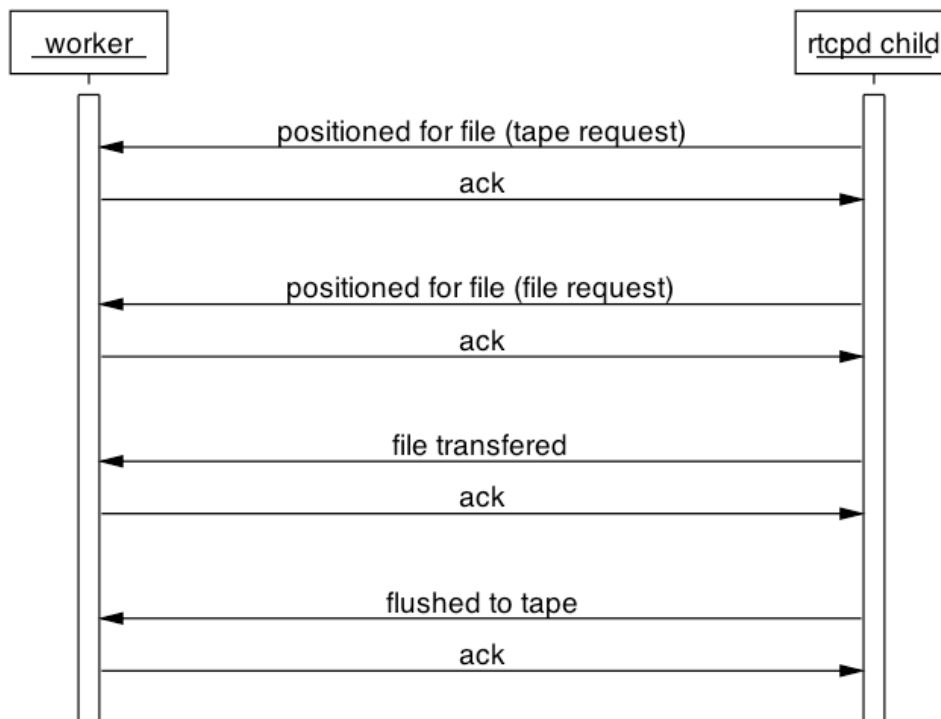 worker
rtcpd child
positioned for file (tape request)
ack
positioned for file (file request)
ack
file transfered
ack
flushed to tape
ack